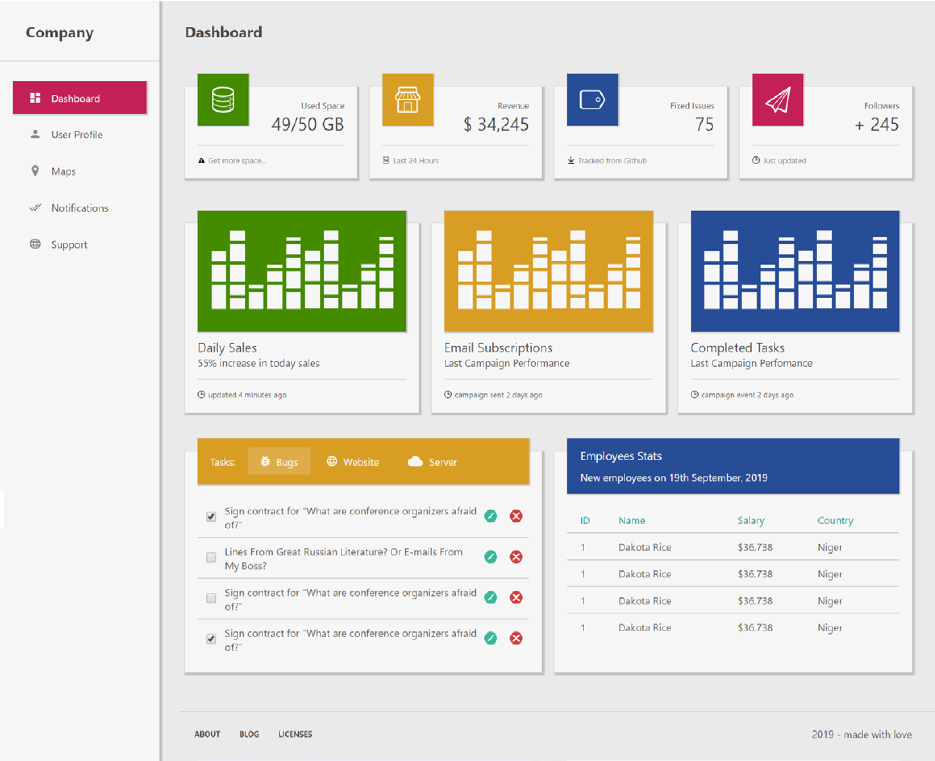 Company
Dashboard
User Profile
Maps
Notifications
Support
Dashboard
Used Space
49/50 GB
Get more space...
Revenue
$ 34,245
Last 24 Hours
Fixed Issues
75
Tracked from Github
Followers
+ 245
Just updated
Daily Sales
55% increase in today sales
updated 4 minutes ago
Email Subscriptions
Last Campaign Performance
campaign sent 2 days ago
Completed Tasks
Last Campaign Perfomance
campaign event 2 days ago
Tasks: Bugs Website Server
Sign contract for "What are conference organizers afraid
of?"
Lines From Great Russian Literature? Or E-mails From
My Boss?
Sign contract for "What are conference organizers afraid
of?"
Sign contract for "What are conference organizers afraid
of?"
Employees Stats
New employees on 19th September, 2019
ID Name Salary Country
1 Dakota Rice $36.738 Niger
1 Dakota Rice $36.738 Niger
1 Dakota Rice $36.738 Niger
1 Dakota Rice $36.738 Niger
ABOUT BLOG LICENSES
2019 - made with love